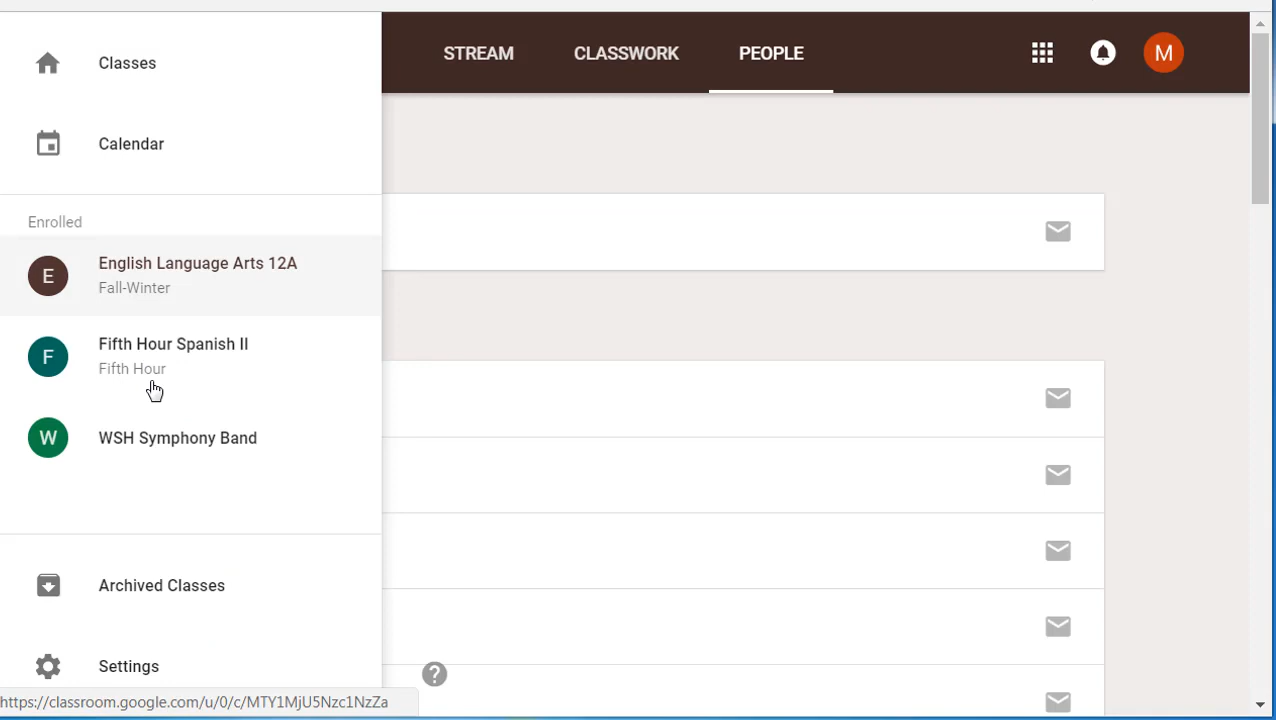 Classes
STREAM
CLASSWORK
PEOPLE
M
Calendar
Enrolled
E
English Language Arts 12A
Fall-Winter
F
Fifth Hour Spanish II
Fifth Hour
W
WSH Symphony Band
Archived Classes
Settings
?
https://classroom.google.com/u/0/c/MTY1MjU5Nzc1NzZa